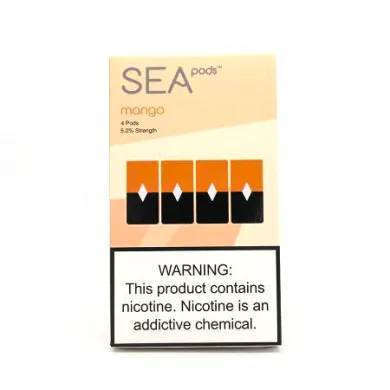 SEA pods™
mango
4 Pods
5.0% Strength
WARNING:
This product contains
nicotine. Nicotine is an
addictive chemical.